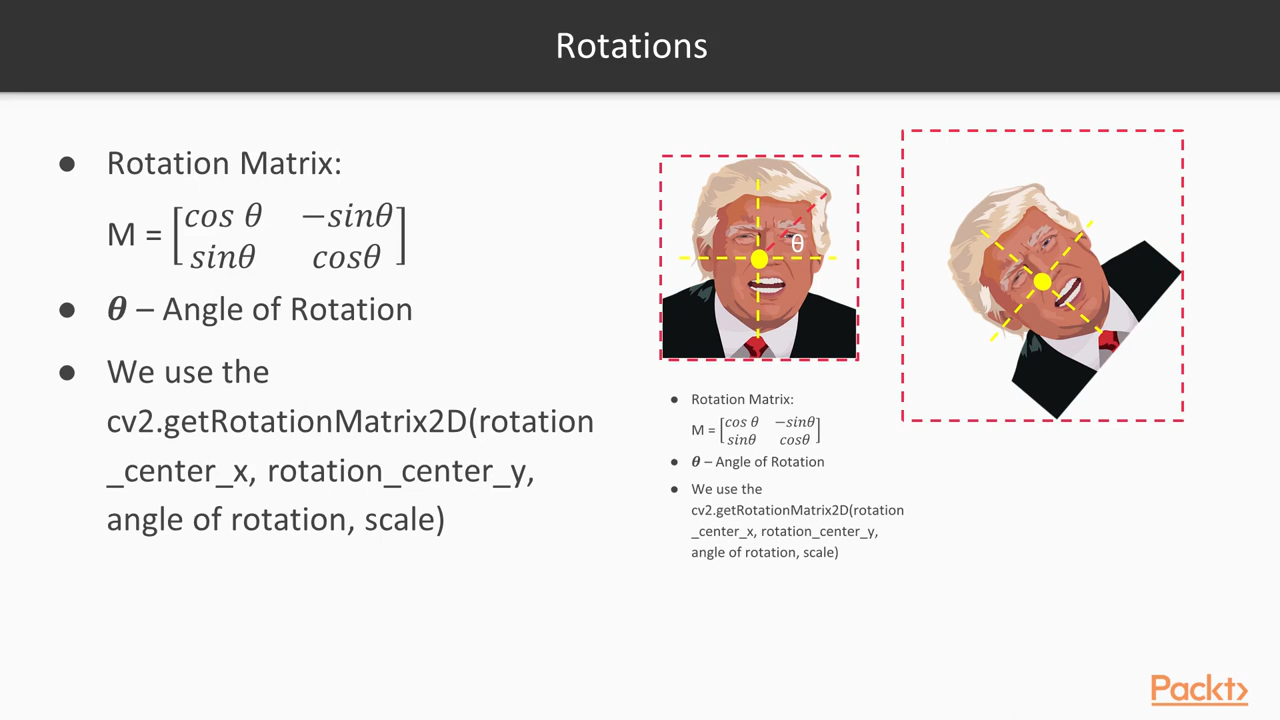 Rotations
● Rotation Matrix:
M = [cos θ −sinθ
sinθ cosθ]
● θ – Angle of Rotation
● We use the
cv2.getRotationMatrix2D(rotation
_center_x, rotation_center_y,
angle of rotation, scale)
θ
● Rotation Matrix:
M = [cos θ −sinθ
sinθ cosθ]
● θ – Angle of Rotation
● We use the
cv2.getRotationMatrix2D(rotation
_center_x, rotation_center_y,
angle of rotation, scale)
Packt>